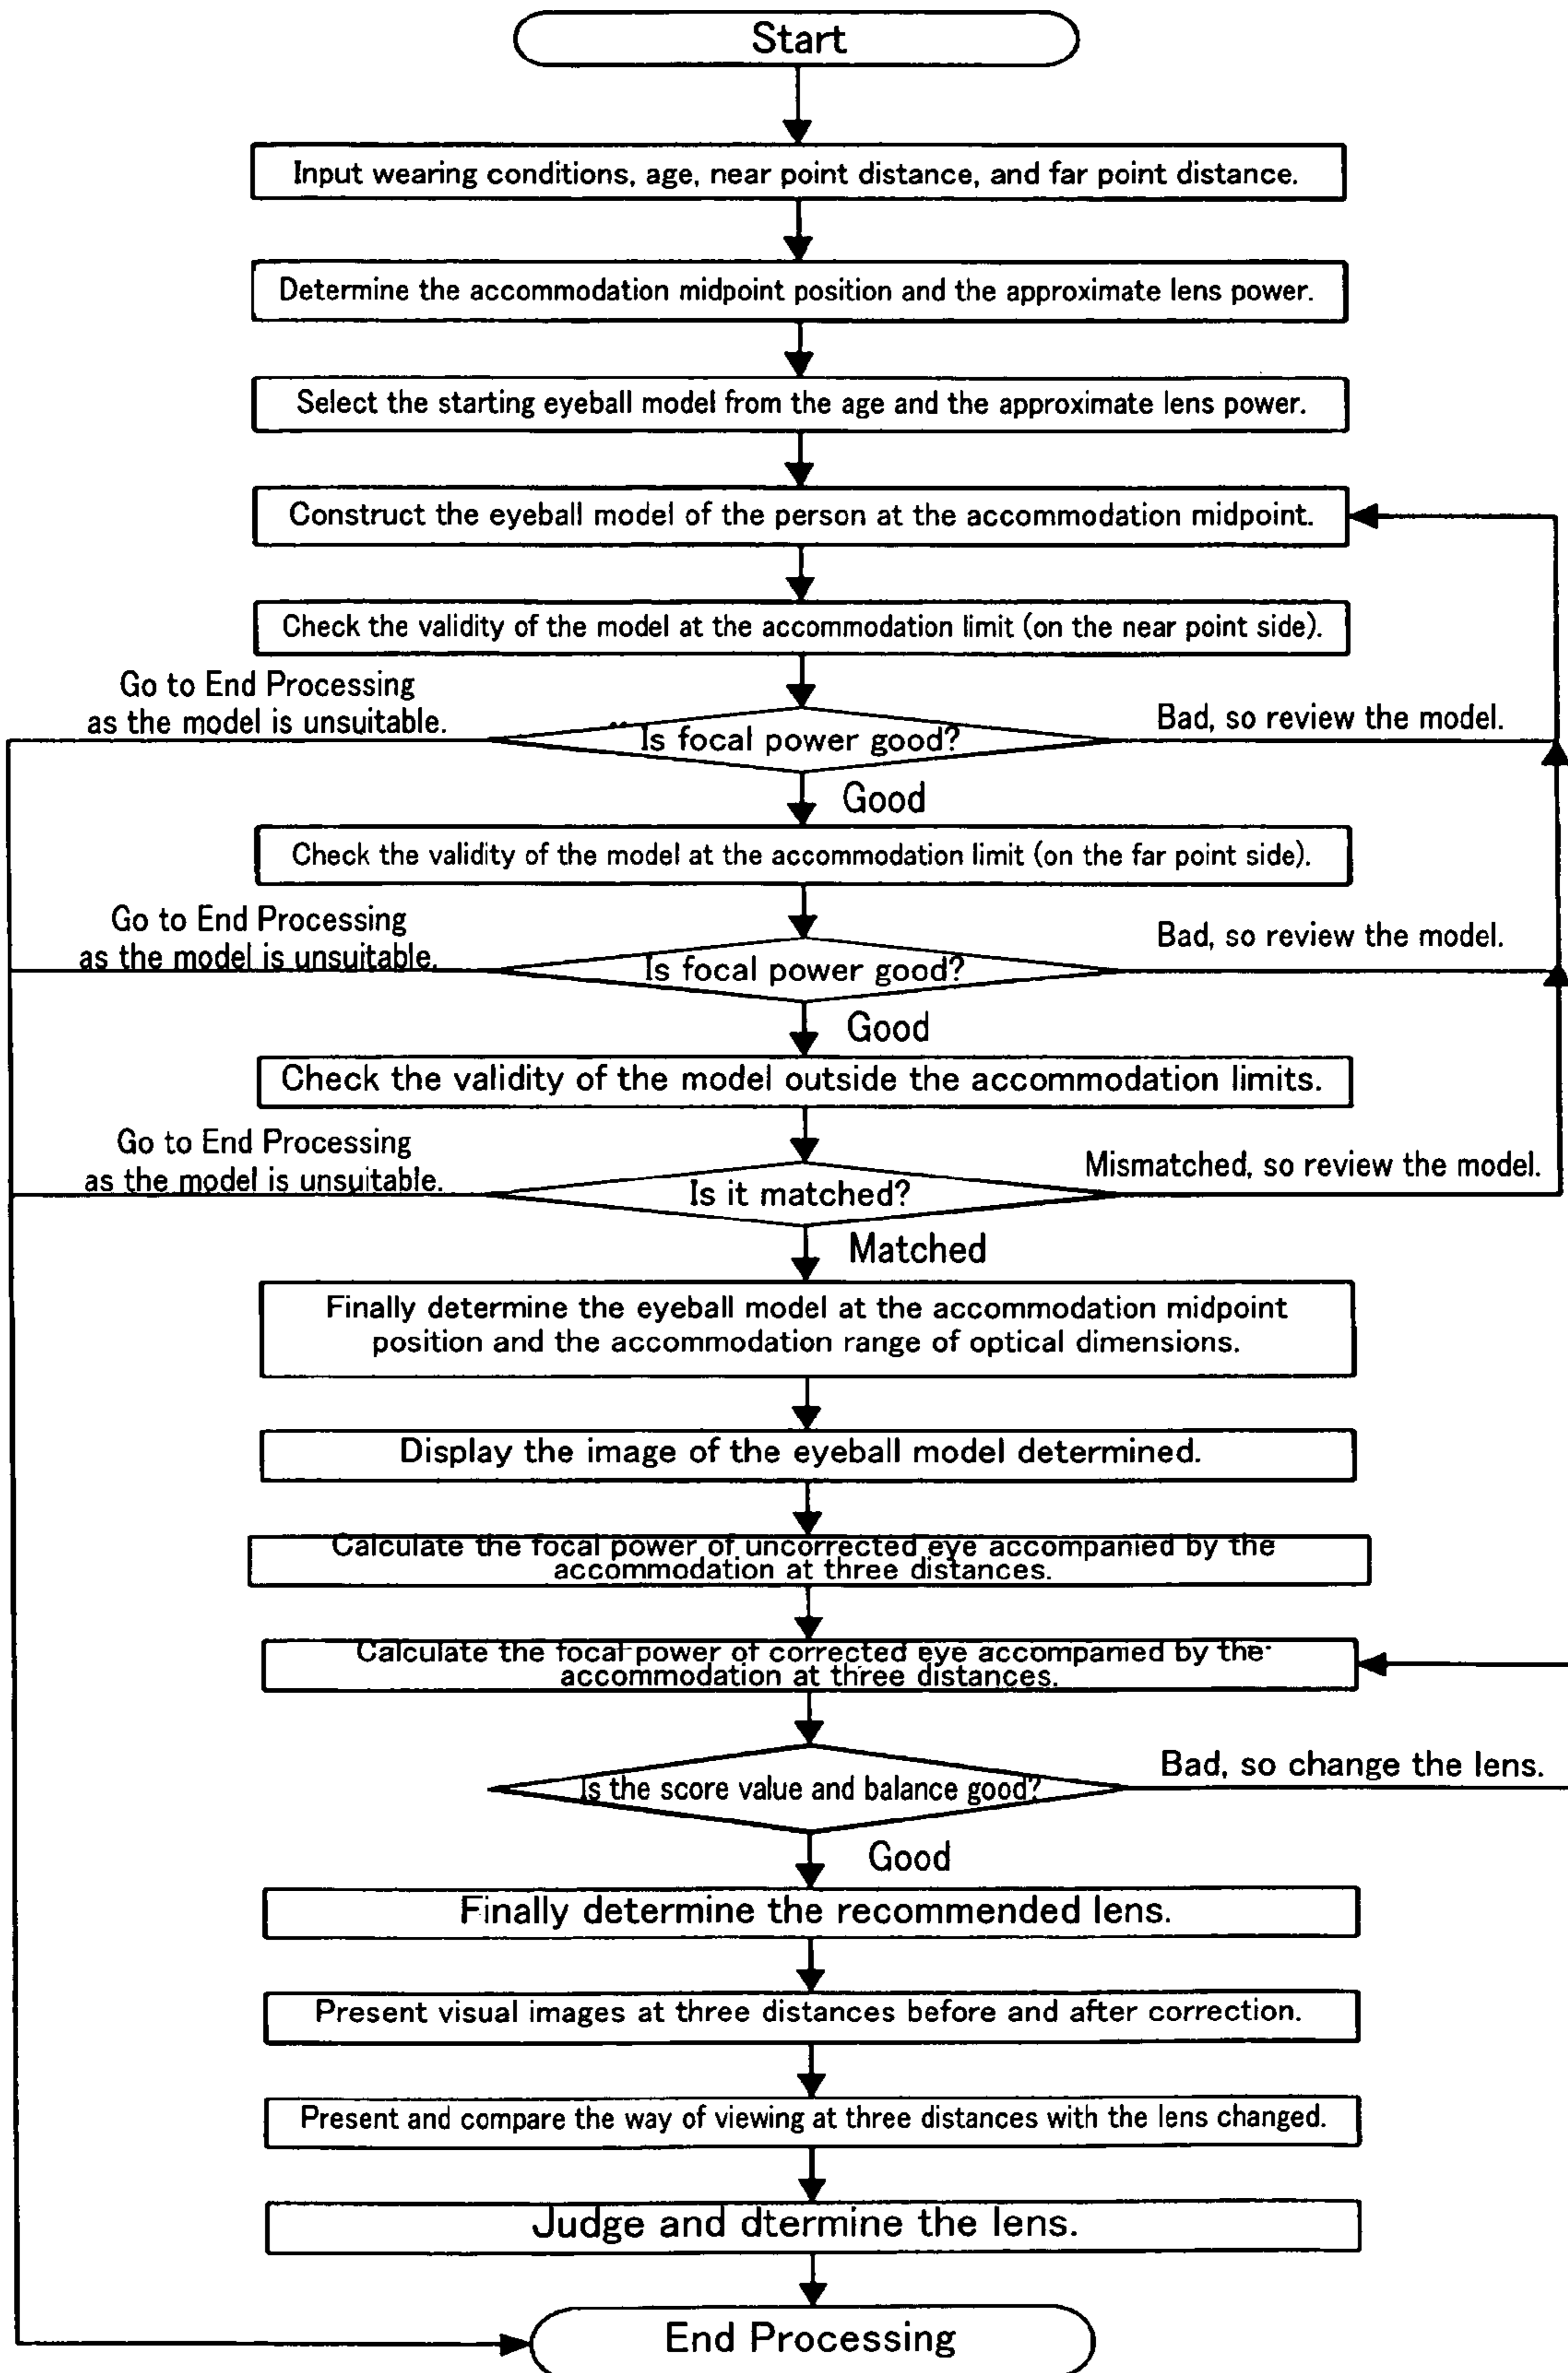 Start
Input wearing conditions, age, near point distance, and far point distance.
Determine the accommodation midpoint position and the approximate lens power.
Select the starting eyeball model from the age and the approximate lens power.
Construct the eyeball model of the person at the accommodation midpoint.
Check the validity of the model at the accommodation limit (on the near point side).
Go to End Processing
as the model is unsuitable.
Is focal power good?
Bad, so review the model.
Good
Check the validity of the model at the accommodation limit (on the far point side).
Go to End Processing
as the model is unsuitable.
Is focal power good?
Bad, so review the model.
Good
Check the validity of the model outside the accommodation limits.
Go to End Processing
as the model is unsuitable.
Is it matched?
Mismatched, so review the model.
Matched
Finally determine the eyeball model at the accommodation midpoint
position and the accommodation range of optical dimensions.
Display the image of the eyeball model determined.
Calculate the focal power of uncorrected eye accompanied by the
accommodation at three distances.
Calculate the focal power of corrected eye accompanied by the
accommodation at three distances.
Is the score value and balance good?
Bad, so change the lens.
Good
Finally determine the recommended lens.
Present visual images at three distances before and after correction.
Present and compare the way of viewing at three distances with the lens changed.
Judge and dtermine the lens.
End Processing